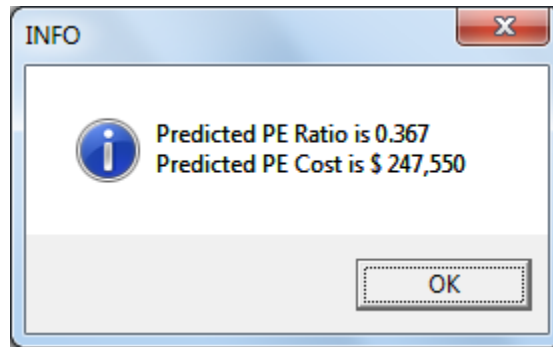 INFO
x
Predicted PE Ratio is 0.367
Predicted PE Cost is $ 247,550
OK